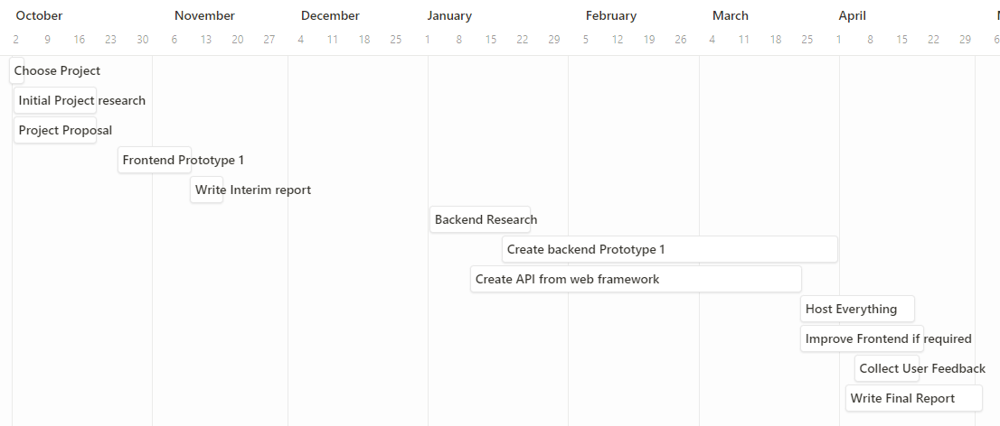 October November December January February March April M
2 9 16 23 30 6 13 20 27 4 11 18 25 1 8 15 22 29 5 12 19 26 4 11 18 25 1 8 15 22 29 6
Choose Project
Initial Project research
Project Proposal
Frontend Prototype 1
Write Interim report
Backend Research
Create backend Prototype 1
Create API from web framework
Host Everything
Improve Frontend if required
Collect User Feedback
Write Final Report